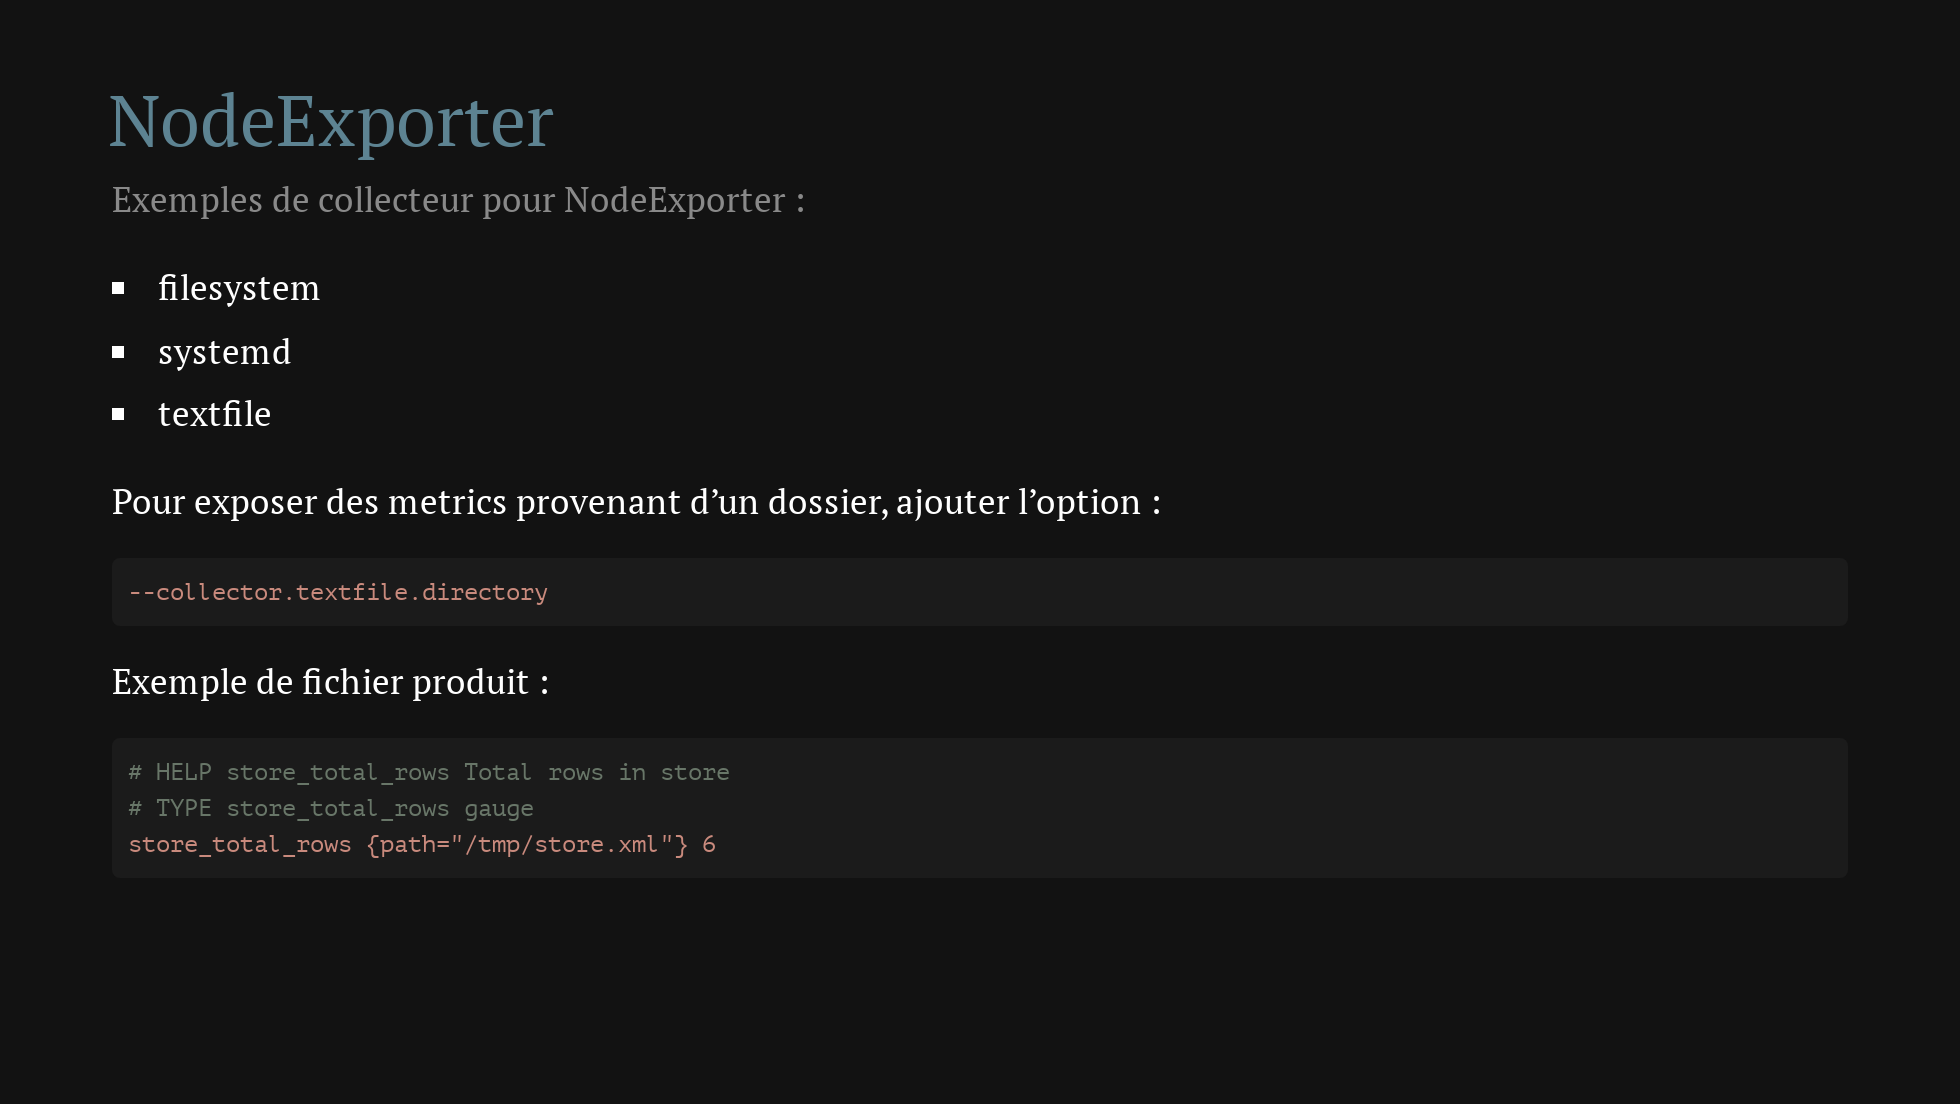 NodeExporter
Exemples de collecteur pour NodeExporter :
filesystem
systemd
textfile
Pour exposer des metrics provenant d’un dossier, ajouter l’option :
--collector.textfile.directory
Exemple de fichier produit :
# HELP store_total_rows Total rows in store
# TYPE store_total_rows gauge
store_total_rows {path="/tmp/store.xml"} 6